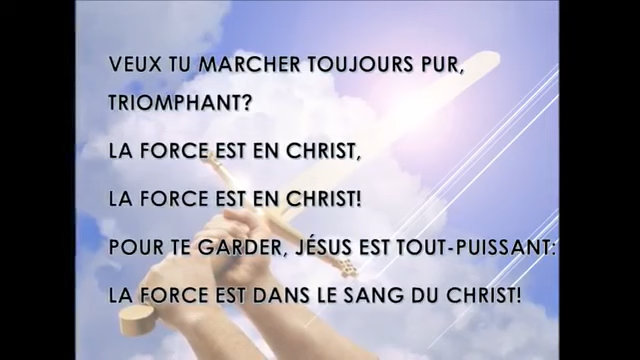 VEUX TU MARCHER TOUJOURS PUR,
TRIOMPHANT?
LA FORCE EST EN CHRIST,
LA FORCE EST EN CHRIST!
POUR TE GARDER, JÉSUS EST TOUT-PUISSANT:
LA FORCE EST DANS LE SANG DU CHRIST!